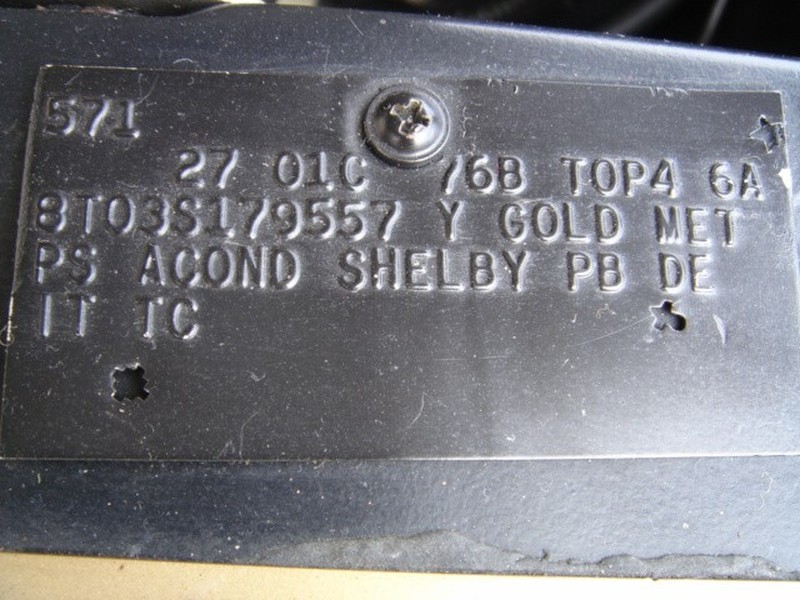 571
27 01C 76B TOP4 6A
8T03S179557 Y GOLD MET
PS ACOND SHELBY PB DE
IT TC